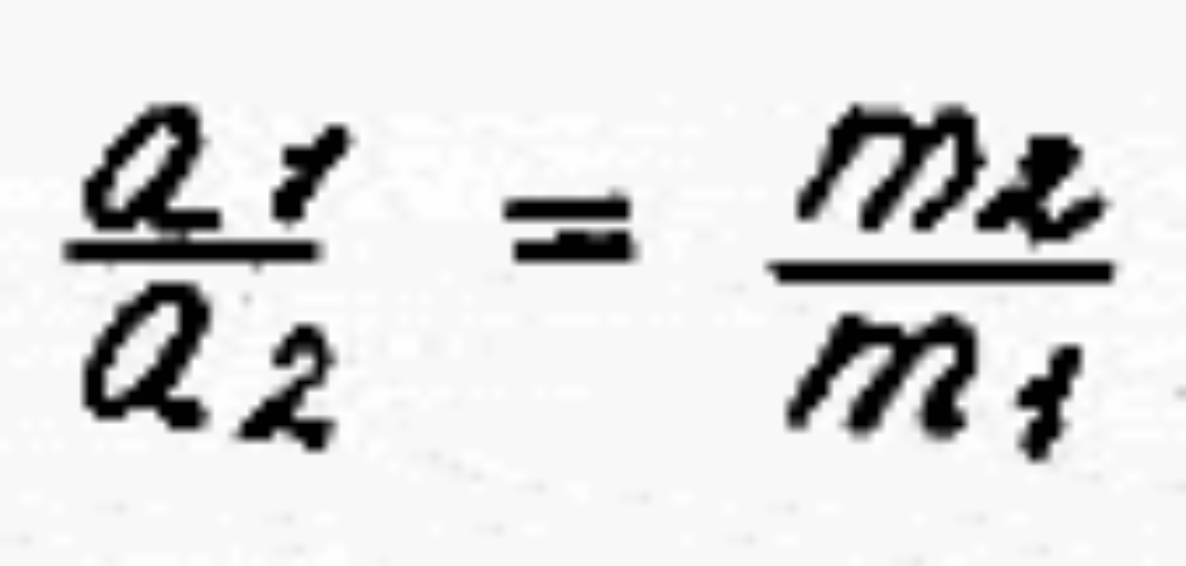 a₁/a₂ = m₂/m₁